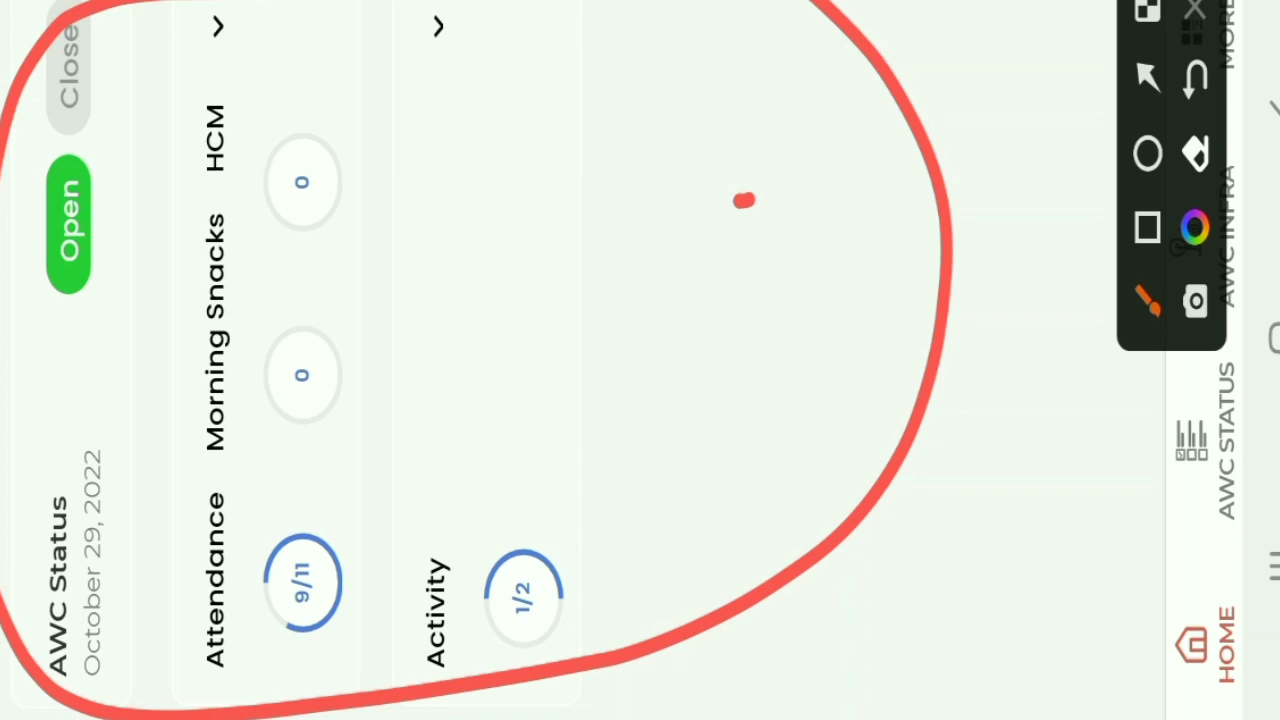 AWC Status
Open
Close
October 29, 2022
Attendance
Morning Snacks
HCM
9/11
0
0
Activity
1/2
HOME
AWC STATUS
AWC INFRA
MORE